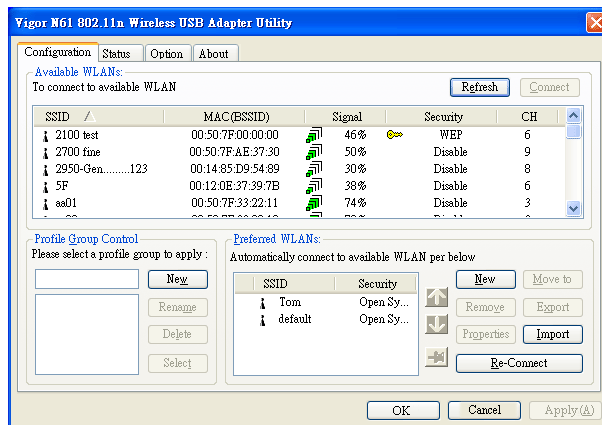 Vigor N61 802.11n Wireless USB Adapter Utility
Configuration Status Option About
Available WLANs:
To connect to available WLAN Refresh Connect
SSID MAC(BSSID) Signal Security CH
2100 test 00:50:7F:00:00:00 46% WEP 6
2700 fine 00:50:7F:AE:37:30 50% Disable 9
2950-Gen.........123 00:14:85:D9:54:89 30% Disable 8
5F 00:12:0E:37:39:7B 38% Disable 6
aa01 00:50:7F:33:22:11 74% Disable 3
Profile Group Control
Please select a profile group to apply :
New
Rename
Delete
Select
Preferred WLANs:
Automatically connect to available WLAN per below
SSID Security
Tom Open Sy...
default Open Sy...
New Move to
Remove Export
Properties Import
Re-Connect
OK Cancel Apply(A)